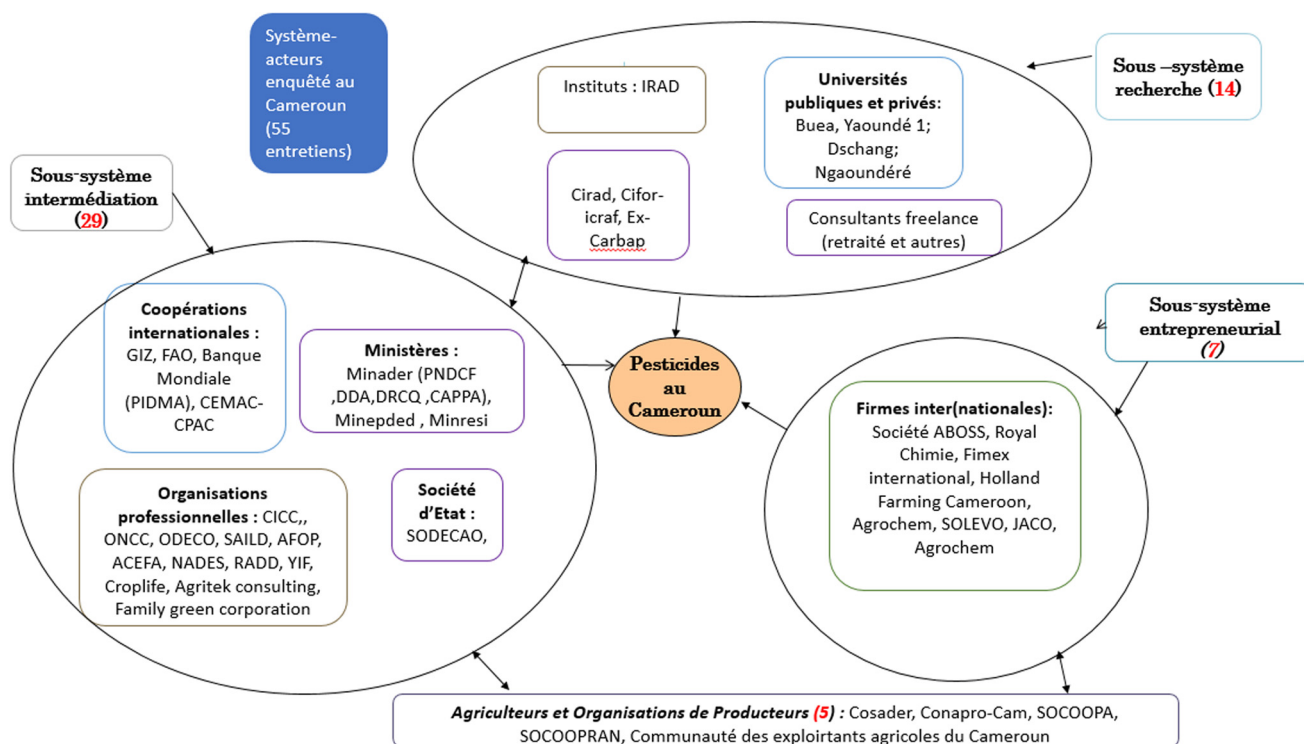 Système-
acteurs
enquêté au
Cameroun
(55
entretiens)
Instituts : IRAD
Universités
publiques et privés:
Buea, Yaoundé 1;
Dschang;
Ngaoundéré
Sous –système
recherche (14)
Sous-système
intermédiation
(29)
Cirad, Cifor-
icraf, Ex-
Carbap
Consultants freelance
(retraité et autres)
Coopérations
internationales :
GIZ, FAO, Banque
Mondiale
(PIDMA), CEMAC-
CPAC
Ministères :
Minader (PNDCF
,DDA,DRCQ ,CAPPA),
Minepded , Minresi
Pesticides
au
Cameroun
Sous-système
entrepreneurial
(7)
Organisations
professionnelles : CICC,,
ONCC, ODECO, SAILD, AFOP,
ACEFA, NADES, RADD, YIF,
Croplife, Agritek consulting,
Family green corporation
Société
d’Etat :
SODECAO,
Firmes inter(nationales):
Société ABOSS, Royal
Chimie, Fimex
international, Holland
Farming Cameroon,
Agrochem, SOLEVO, JACO,
Agrochem
Agriculteurs et Organisations de Producteurs (5) : Cosader, Conapro-Cam, SOCOOPA,
SOCOOPRAN, Communauté des exploirtants agricoles du Cameroun